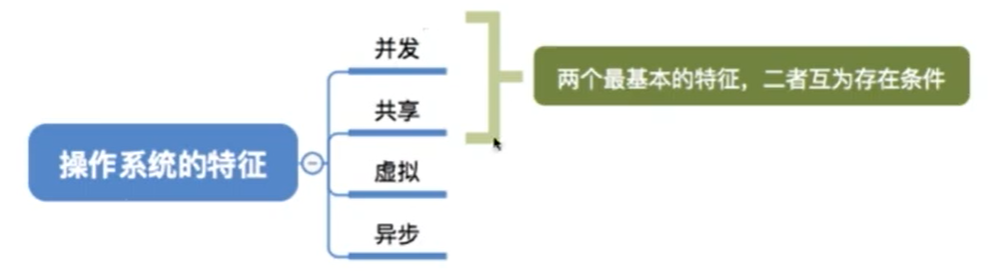 操作系统的特征
并发
共享
虚拟
异步
两个最基本的特征，二者互为存在条件